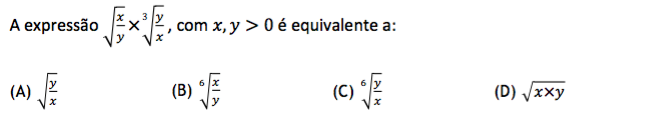 A expressão √(x/y) × ∛(y/x), com x, y > 0 é equivalente a:
(A) √(y/x) (B) ⁶√(x/y) (C) ⁶√(y/x) (D) √(x×y)